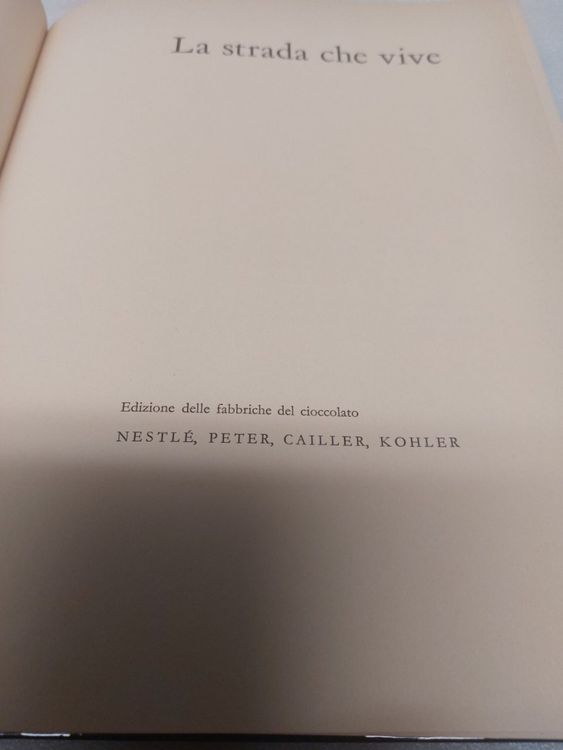 La strada che vive
Edizione delle fabbriche del cioccolato
NESTLÉ, PETER, CAILLER, KOHLER